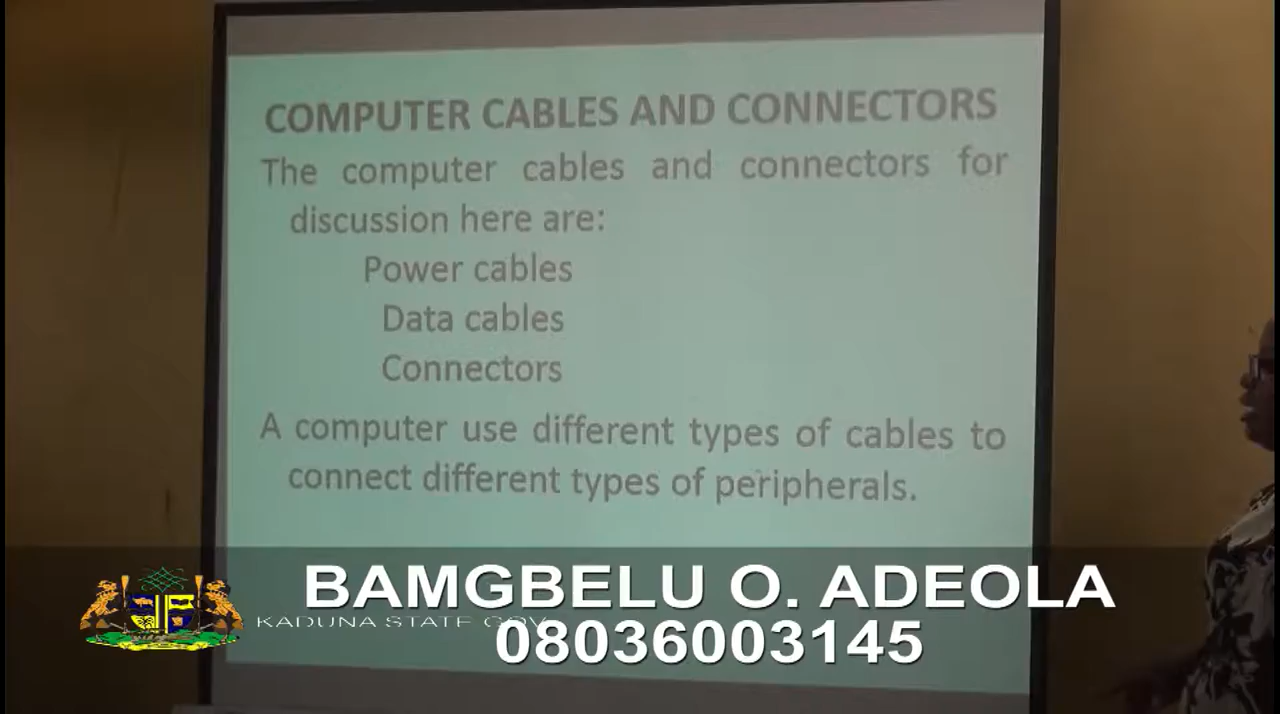 COMPUTER CABLES AND CONNECTORS
The computer cables and connectors for
discussion here are:
Power cables
Data cables
Connectors
A computer use different types of cables to
connect different types of peripherals.
BAMGBELU O. ADEOLA
KADUNA STATE GOV
08036003145